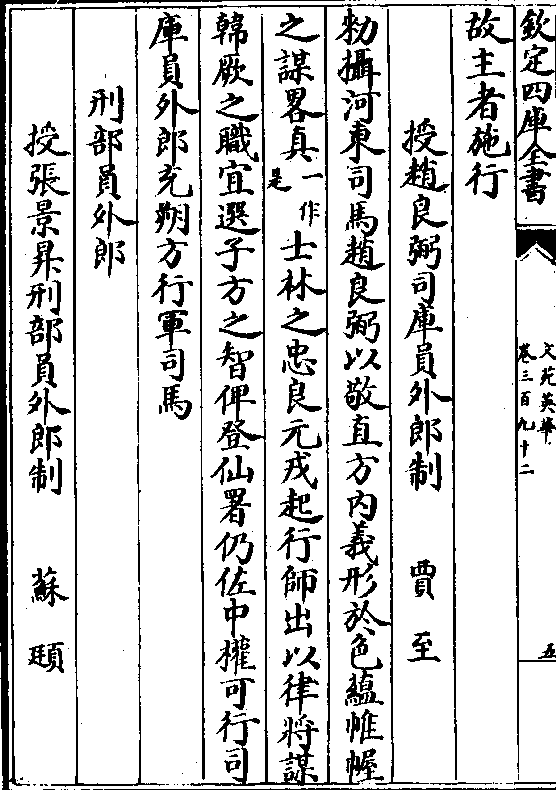 欽定四庫全書
文苑英華
卷三百九十二
五
故主者施行
授趙良弼司庫員外郎制 賈至
勑攝河東司馬趙良弼以敬直方内義形於色蘊帷幄
之謀畧真一作是士林之忠良元戎起行師出以律將謀
韓厥之職宜選子方之智俾登仙署仍佐中權可行司
庫員外郎充朔方行軍司馬
刑部員外郎
授張景昇刑部員外郎制 蘇頲